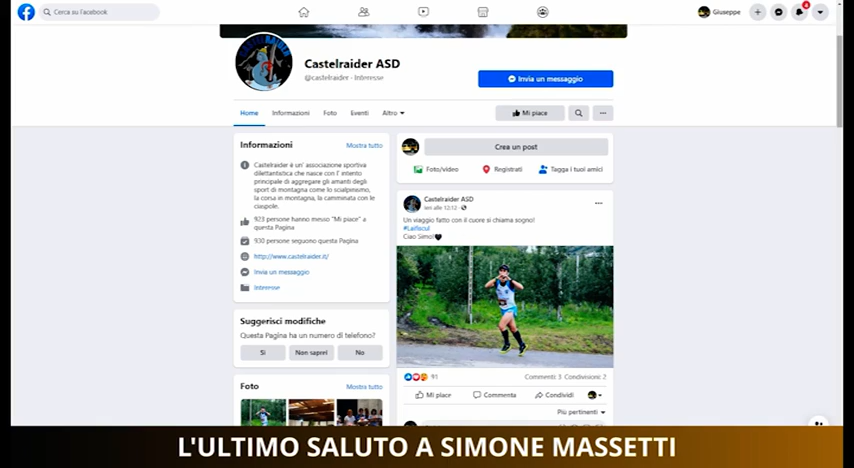 Cerca su Facebook
Giuseppe
Castelraider ASD
@castelraider · Interesse
Invia un messaggio
Home Informazioni Foto Eventi Altro
Mi piace
Informazioni Mostra tutto
Castelraider è un' associazione sportiva
dilettantistica che nasce con l' intento
principale di aggregare gli amanti degli
sport di montagna come lo scialpinismo,
la corsa in montagna, la camminata con le
ciaspole.
923 persone hanno messo "Mi piace" a
questa Pagina
930 persone seguono questa Pagina
http://www.castelraider.it/
Invia un messaggio
Interesse
Suggerisci modifiche
Questa Pagina ha un numero di telefono?
Sì Non saprei No
Foto Mostra tutto
Crea un post
Foto/video Registrati Tagga i tuoi amici
Castelraider ASD
ieri alle 12:12
Un viaggio fatto con il cuore si chiama sogno!
#Laifiscul
Ciao Simo!
91 Commenti: 3 Condivisioni: 2
Mi piace Commenta Condividi
Più pertinenti
L'ULTIMO SALUTO A SIMONE MASSETTI